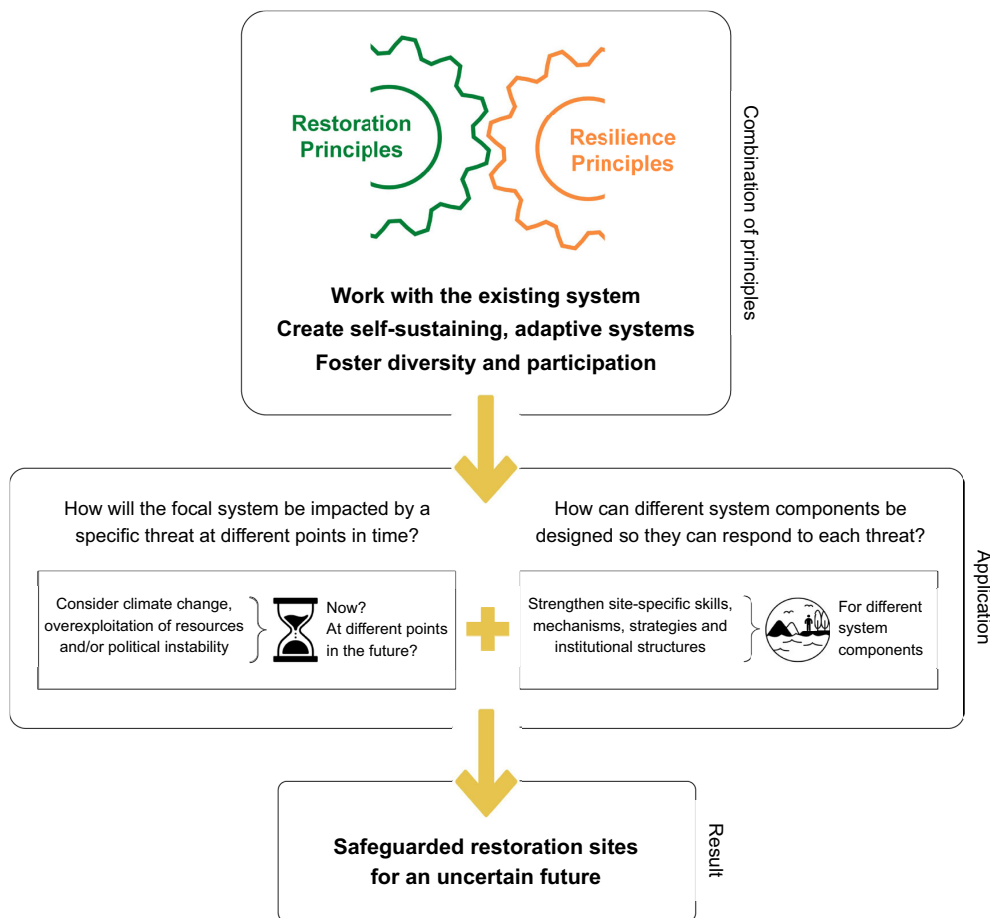 Restoration
Principles
Resilience
Principles
Work with the existing system
Create self-sustaining, adaptive systems
Foster diversity and participation
Combination of principles
How will the focal system be impacted by a
specific threat at different points in time?
Consider climate change,
overexploitation of resources
and/or political instability
Now?
At different points
in the future?
How can different system components be
designed so they can respond to each threat?
Strengthen site-specific skills,
mechanisms, strategies and
institutional structures
For different
system
components
Application
Safeguarded restoration sites
for an uncertain future
Result